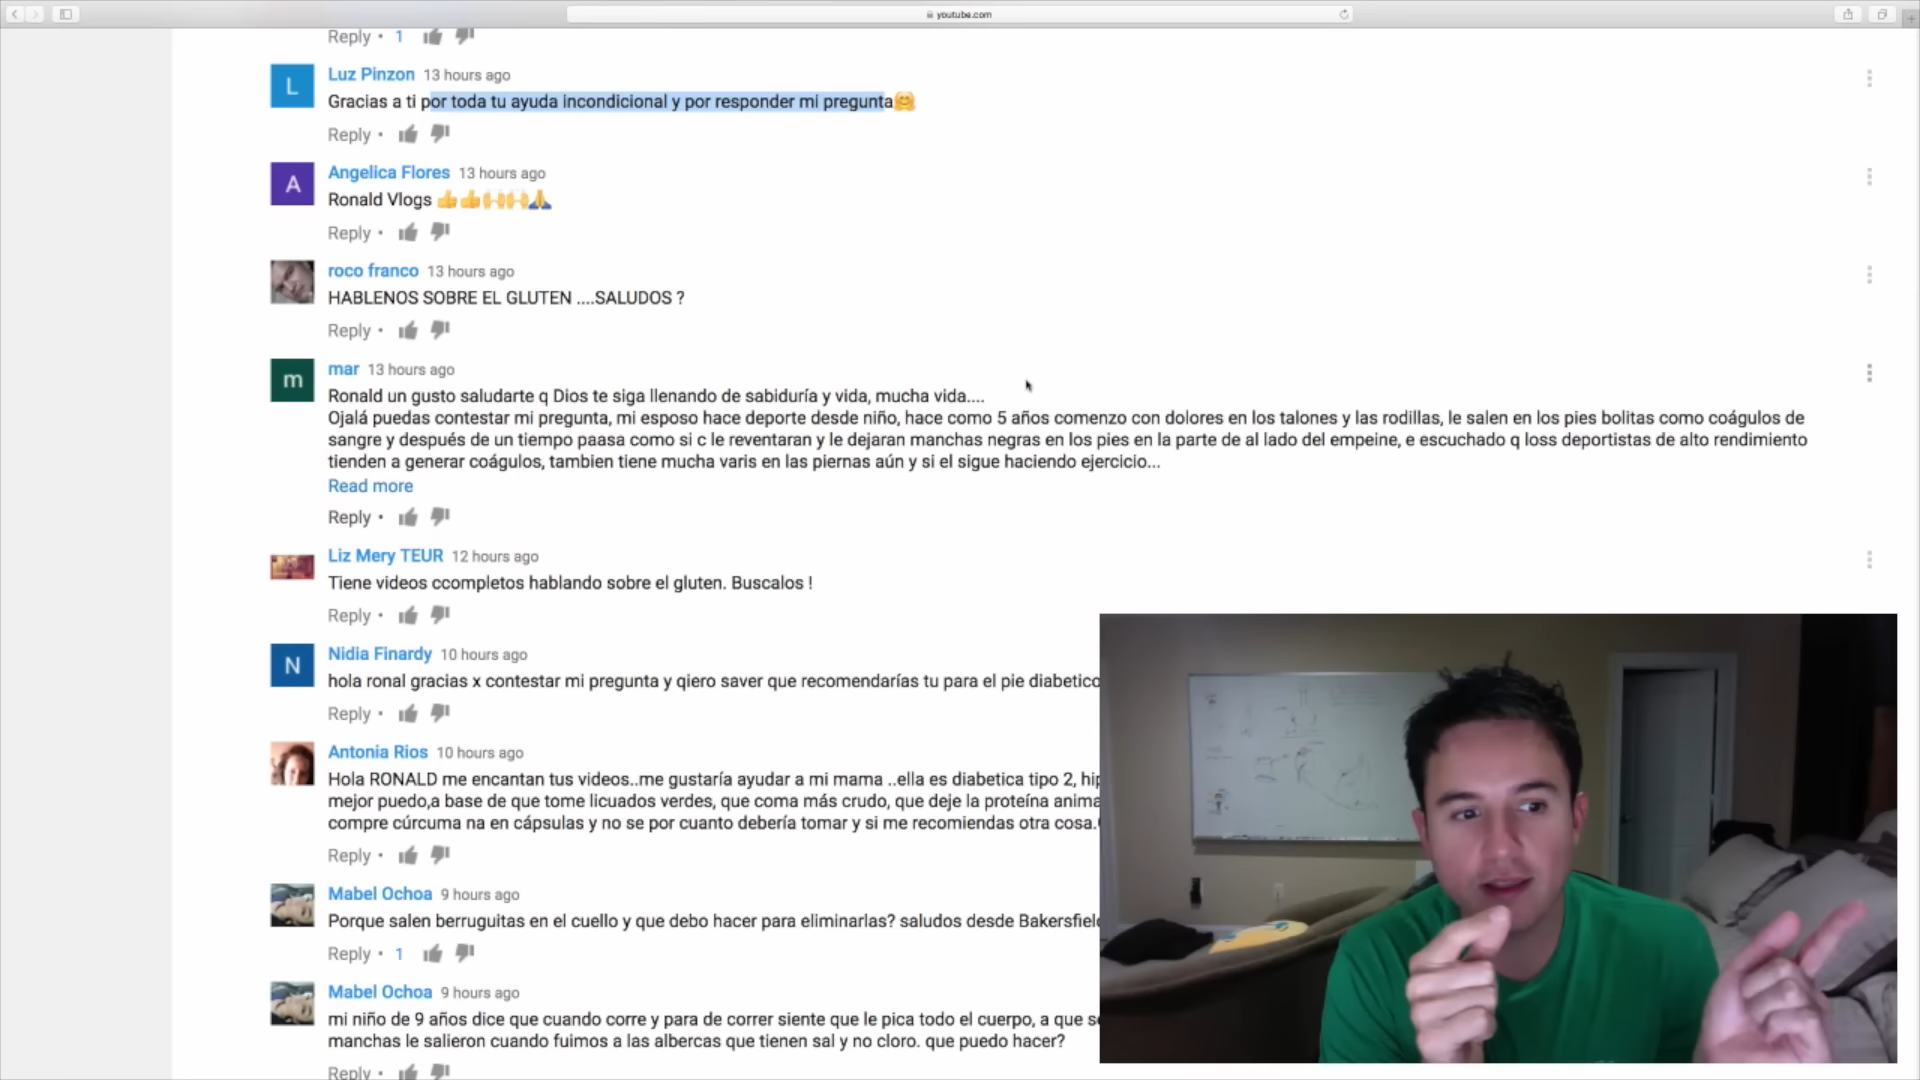 youtube.com
Reply • 1
L
Luz Pinzon 13 hours ago
Gracias a ti por toda tu ayuda incondicional y por responder mi pregunta🤗
Reply •
A
Angelica Flores 13 hours ago
Ronald Vlogs 👍👍🙌🙌🙏
Reply •
roco franco 13 hours ago
HABLENOS SOBRE EL GLUTEN ....SALUDOS ?
Reply •
m
mar 13 hours ago
Ronald un gusto saludarte q Dios te siga llenando de sabiduría y vida, mucha vida....
Ojalá puedas contestar mi pregunta, mi esposo hace deporte desde niño, hace como 5 años comenzo con dolores en los talones y las rodillas, le salen en los pies bolitas como coágulos de
sangre y después de un tiempo paasa como si c le reventaran y le dejaran manchas negras en los pies en la parte de al lado del empeine, e escuchado q loss deportistas de alto rendimiento
tienden a generar coágulos, tambien tiene mucha varis en las piernas aún y si el sigue haciendo ejercicio...
Read more
Reply •
Liz Mery TEUR 12 hours ago
Tiene videos ccompletos hablando sobre el gluten. Buscalos !
Reply •
N
Nidia Finardy 10 hours ago
hola ronal gracias x contestar mi pregunta y qiero saver que recomendarías tu para el pie diabetico
Reply •
Antonia Rios 10 hours ago
Hola RONALD me encantan tus videos..me gustaría ayudar a mi mama ..ella es diabetica tipo 2, hip
mejor puedo,a base de que tome licuados verdes, que coma más crudo, que deje la proteína anima
compre cúrcuma na en cápsulas y no se por cuanto debería tomar y si me recomiendas otra cosa.
Reply •
Mabel Ochoa 9 hours ago
Porque salen berruguitas en el cuello y que debo hacer para eliminarlas? saludos desde Bakersfield
Reply • 1
Mabel Ochoa 9 hours ago
mi niño de 9 años dice que cuando corre y para de correr siente que le pica todo el cuerpo, a que se
manchas le salieron cuando fuimos a las albercas que tienen sal y no cloro. que puedo hacer?
Reply •